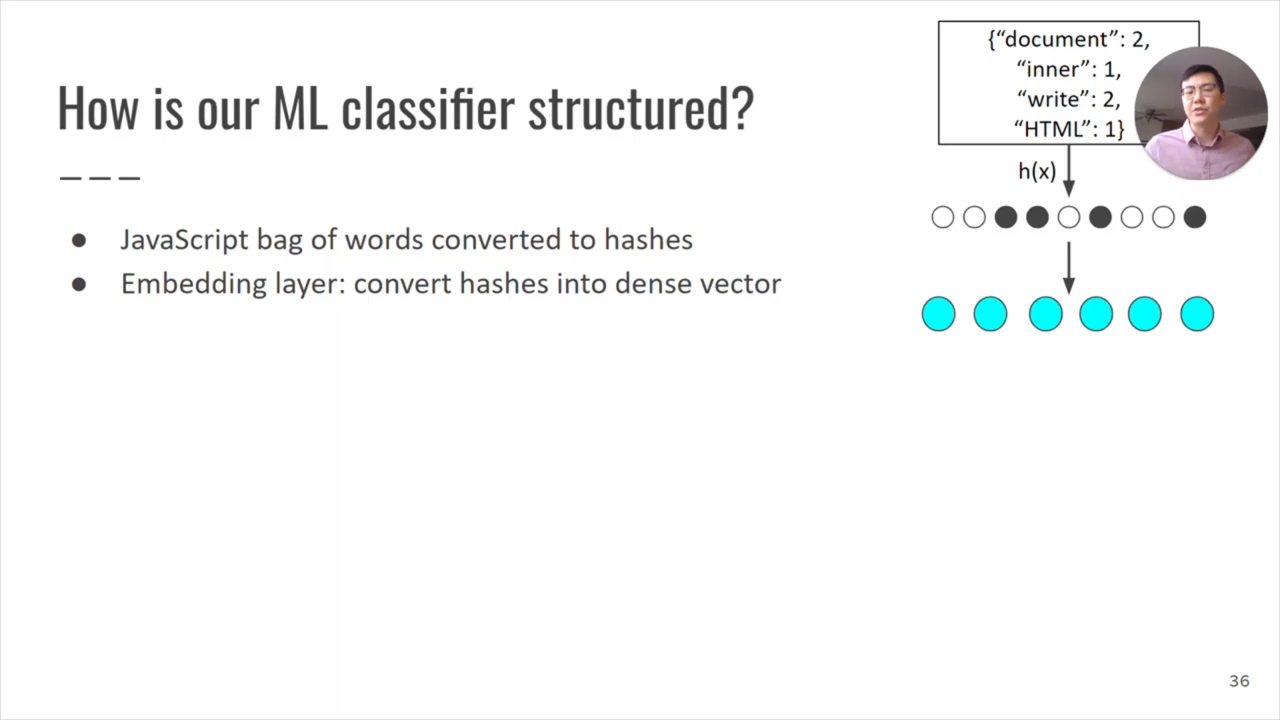 How is our ML classifier structured?
● JavaScript bag of words converted to hashes
● Embedding layer: convert hashes into dense vector
{“document”: 2,
“inner”: 1,
“write”: 2,
“HTML”: 1}
h(x)
36